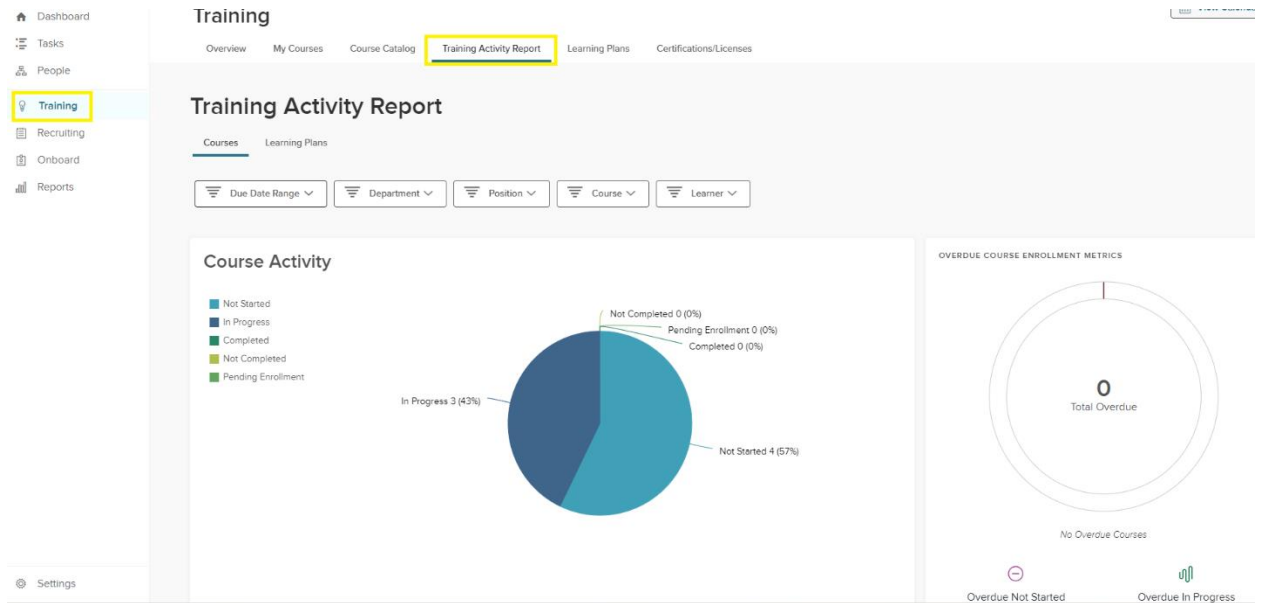 Dashboard
Tasks
People
Training
Recruiting
Onboard
Reports
Settings
Training
Overview My Courses Course Catalog Training Activity Report Learning Plans Certifications/Licenses
Training Activity Report
Courses Learning Plans
Due Date Range Department Position Course Learner
Course Activity
Not Started
In Progress
Completed
Not Completed
Pending Enrollment
Not Completed 0 (0%)
Pending Enrollment 0 (0%)
Completed 0 (0%)
In Progress 3 (43%)
Not Started 4 (57%)
OVERDUE COURSE ENROLLMENT METRICS
0
Total Overdue
No Overdue Courses
Overdue Not Started Overdue In Progress